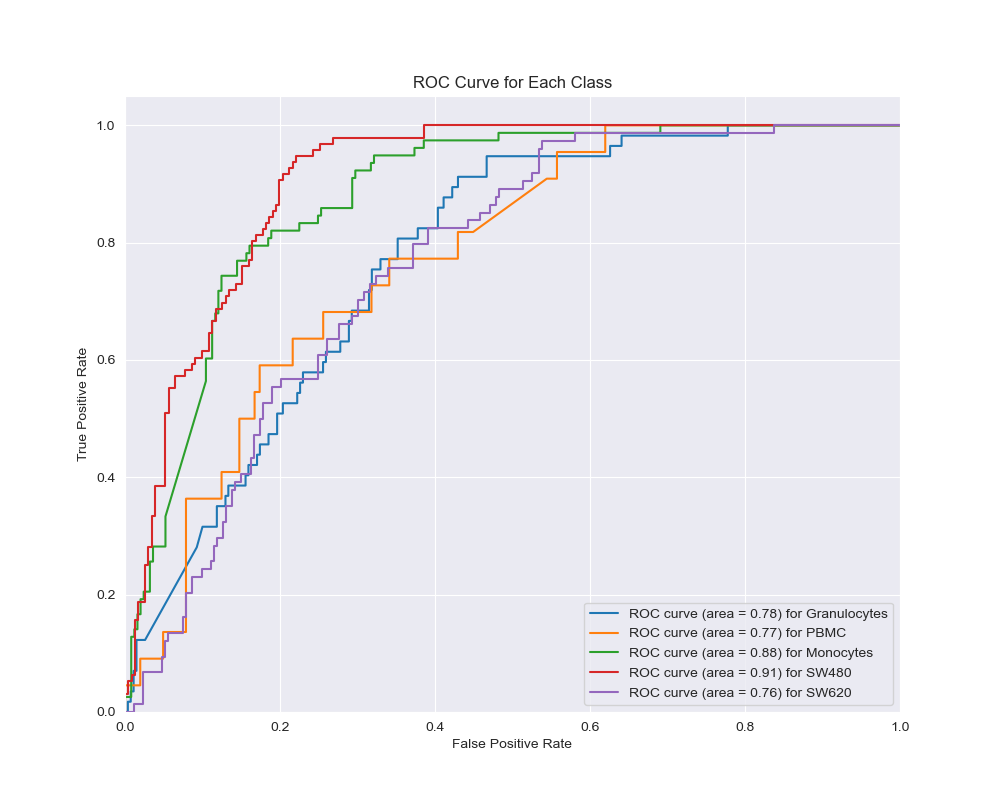 ROC Curve for Each Class
True Positive Rate
1.0
0.8
0.6
0.4
0.2
0.0
0.0 0.2 0.4 0.6 0.8 1.0
False Positive Rate
ROC curve (area = 0.78) for Granulocytes
ROC curve (area = 0.77) for PBMC
ROC curve (area = 0.88) for Monocytes
ROC curve (area = 0.91) for SW480
ROC curve (area = 0.76) for SW620